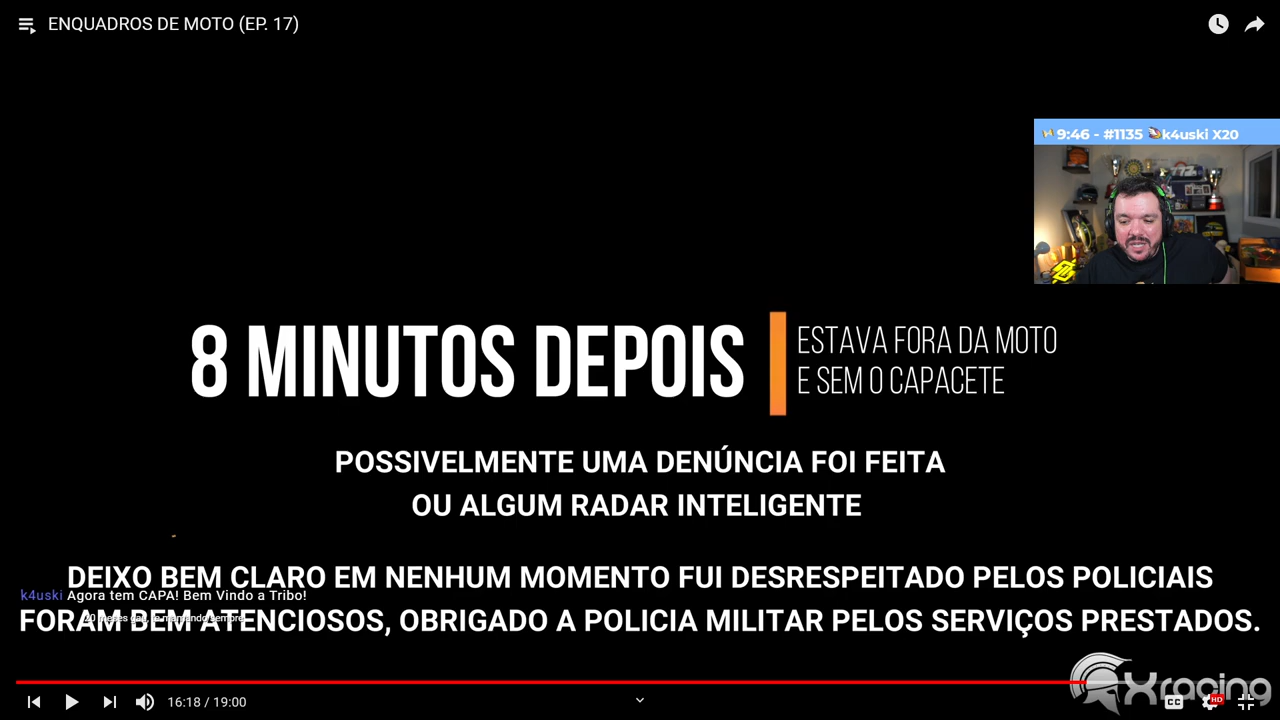 ENQUADROS DE MOTO (EP. 17)
9:46 - #1135 k4uski X20
8 MINUTOS DEPOIS
ESTAVA FORA DA MOTO
E SEM O CAPACETE
POSSIVELMENTE UMA DENÚNCIA FOI FEITA
OU ALGUM RADAR INTELIGENTE
DEIXO BEM CLARO EM NENHUM MOMENTO FUI DESRESPEITADO PELOS POLICIAIS
k4uski Agora tem CAPA! Bem Vindo a Tribo!
FORAM BEM ATENCIOSOS, OBRIGADO A POLICIA MILITAR PELOS SERVIÇOS PRESTADOS.
Xracing
16:18 / 19:00
CC
HD